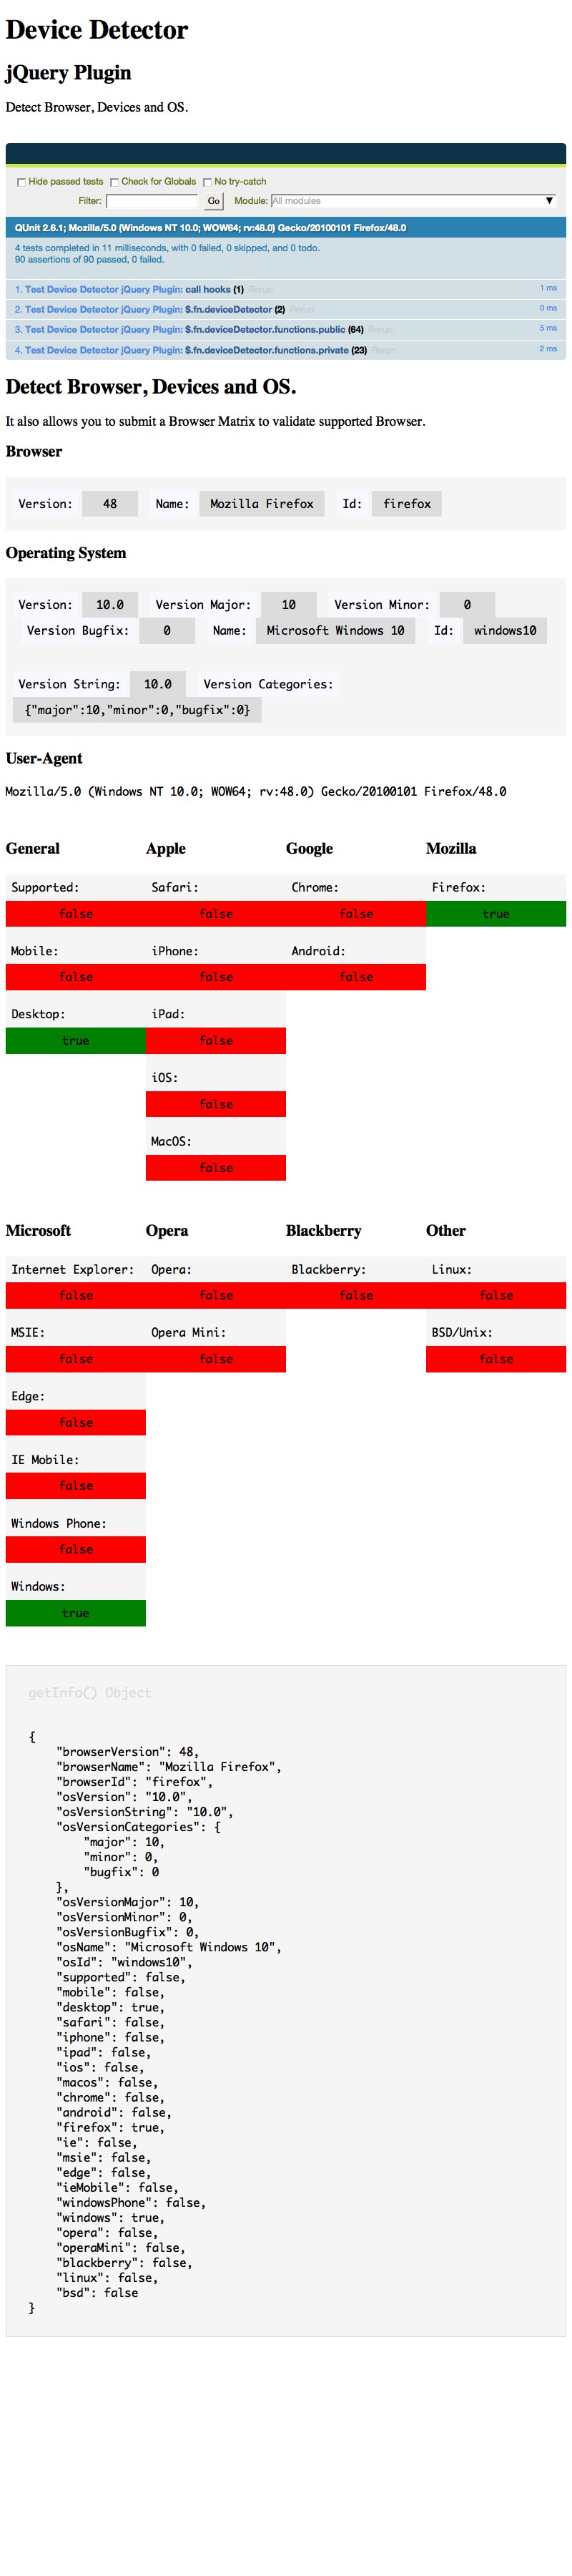 Device Detector
jQuery Plugin
Detect Browser, Devices and OS.
Hide passed tests Check for Globals No try-catch
Filter: Go Module: All modules ▼
QUnit 2.6.1; Mozilla/5.0 (Windows NT 10.0; WOW64; rv:48.0) Gecko/20100101 Firefox/48.0
4 tests completed in 11 milliseconds, with 0 failed, 0 skipped, and 0 todo.
90 assertions of 90 passed, 0 failed.
1. Test Device Detector jQuery Plugin: call hooks (1) Rerun 1 ms
2. Test Device Detector jQuery Plugin: $.fn.deviceDetector (2) Rerun 0 ms
3. Test Device Detector jQuery Plugin: $.fn.deviceDetector.functions.public (64) Rerun 5 ms
4. Test Device Detector jQuery Plugin: $.fn.deviceDetector.functions.private (23) Rerun 2 ms
Detect Browser, Devices and OS.
It also allows you to submit a Browser Matrix to validate supported Browser.
Browser
Version: 48 Name: Mozilla Firefox Id: firefox
Operating System
Version: 10.0 Version Major: 10 Version Minor: 0
Version Bugfix: 0 Name: Microsoft Windows 10 Id: windows10
Version String: 10.0 Version Categories:
{"major":10,"minor":0,"bugfix":0}
User-Agent
Mozilla/5.0 (Windows NT 10.0; WOW64; rv:48.0) Gecko/20100101 Firefox/48.0
General Apple Google Mozilla
Supported: Safari: Chrome: Firefox:
false false false true
Mobile: iPhone: Android:
false false false
Desktop: iPad:
true false
iOS:
false
MacOS:
false
Microsoft Opera Blackberry Other
Internet Explorer: Opera: Blackberry: Linux:
false false false false
MSIE: Opera Mini: BSD/Unix:
false false false
Edge:
false
IE Mobile:
false
Windows Phone:
false
Windows:
true
getInfo() Object
{
"browserVersion": 48,
"browserName": "Mozilla Firefox",
"browserId": "firefox",
"osVersion": "10.0",
"osVersionString": "10.0",
"osVersionCategories": {
"major": 10,
"minor": 0,
"bugfix": 0
},
"osVersionMajor": 10,
"osVersionMinor": 0,
"osVersionBugfix": 0,
"osName": "Microsoft Windows 10",
"osId": "windows10",
"supported": false,
"mobile": false,
"desktop": true,
"safari": false,
"iphone": false,
"ipad": false,
"ios": false,
"macos": false,
"chrome": false,
"android": false,
"firefox": true,
"ie": false,
"msie": false,
"edge": false,
"ieMobile": false,
"windowsPhone": false,
"windows": true,
"opera": false,
"operaMini": false,
"blackberry": false,
"linux": false,
"bsd": false
}